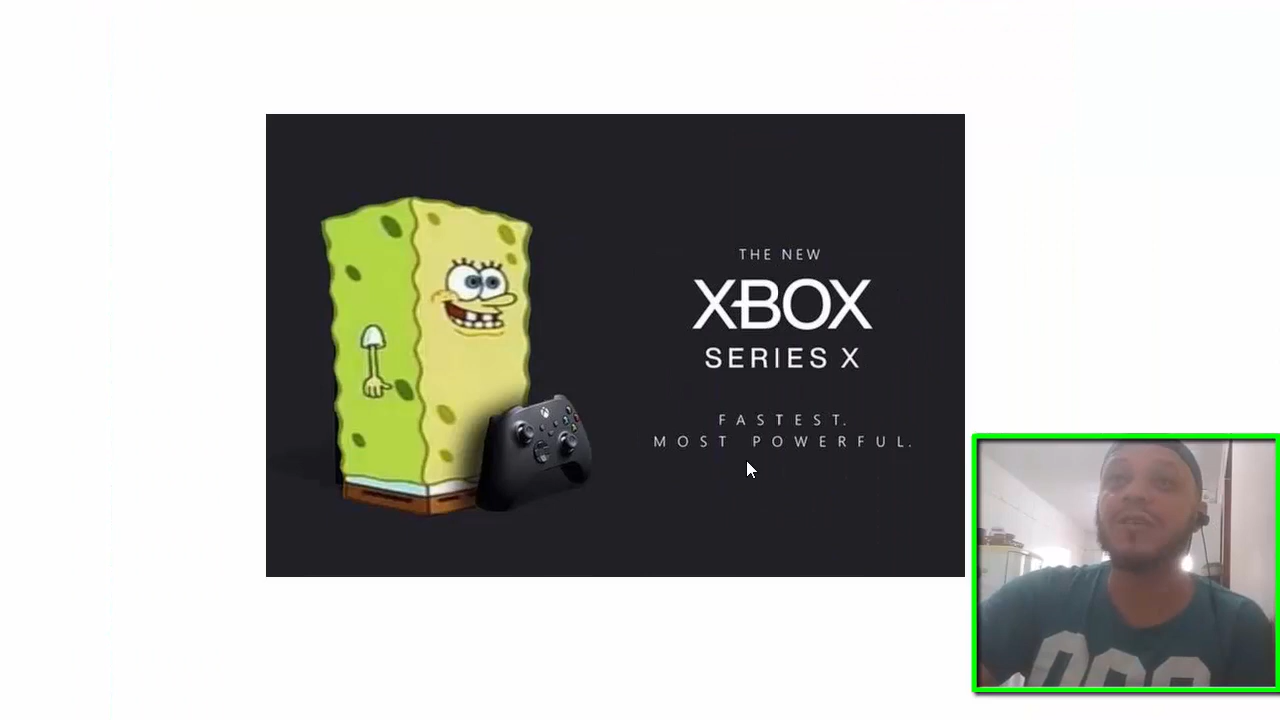 THE NEW
XBOX
SERIES X
FASTEST.
MOST POWERFUL.